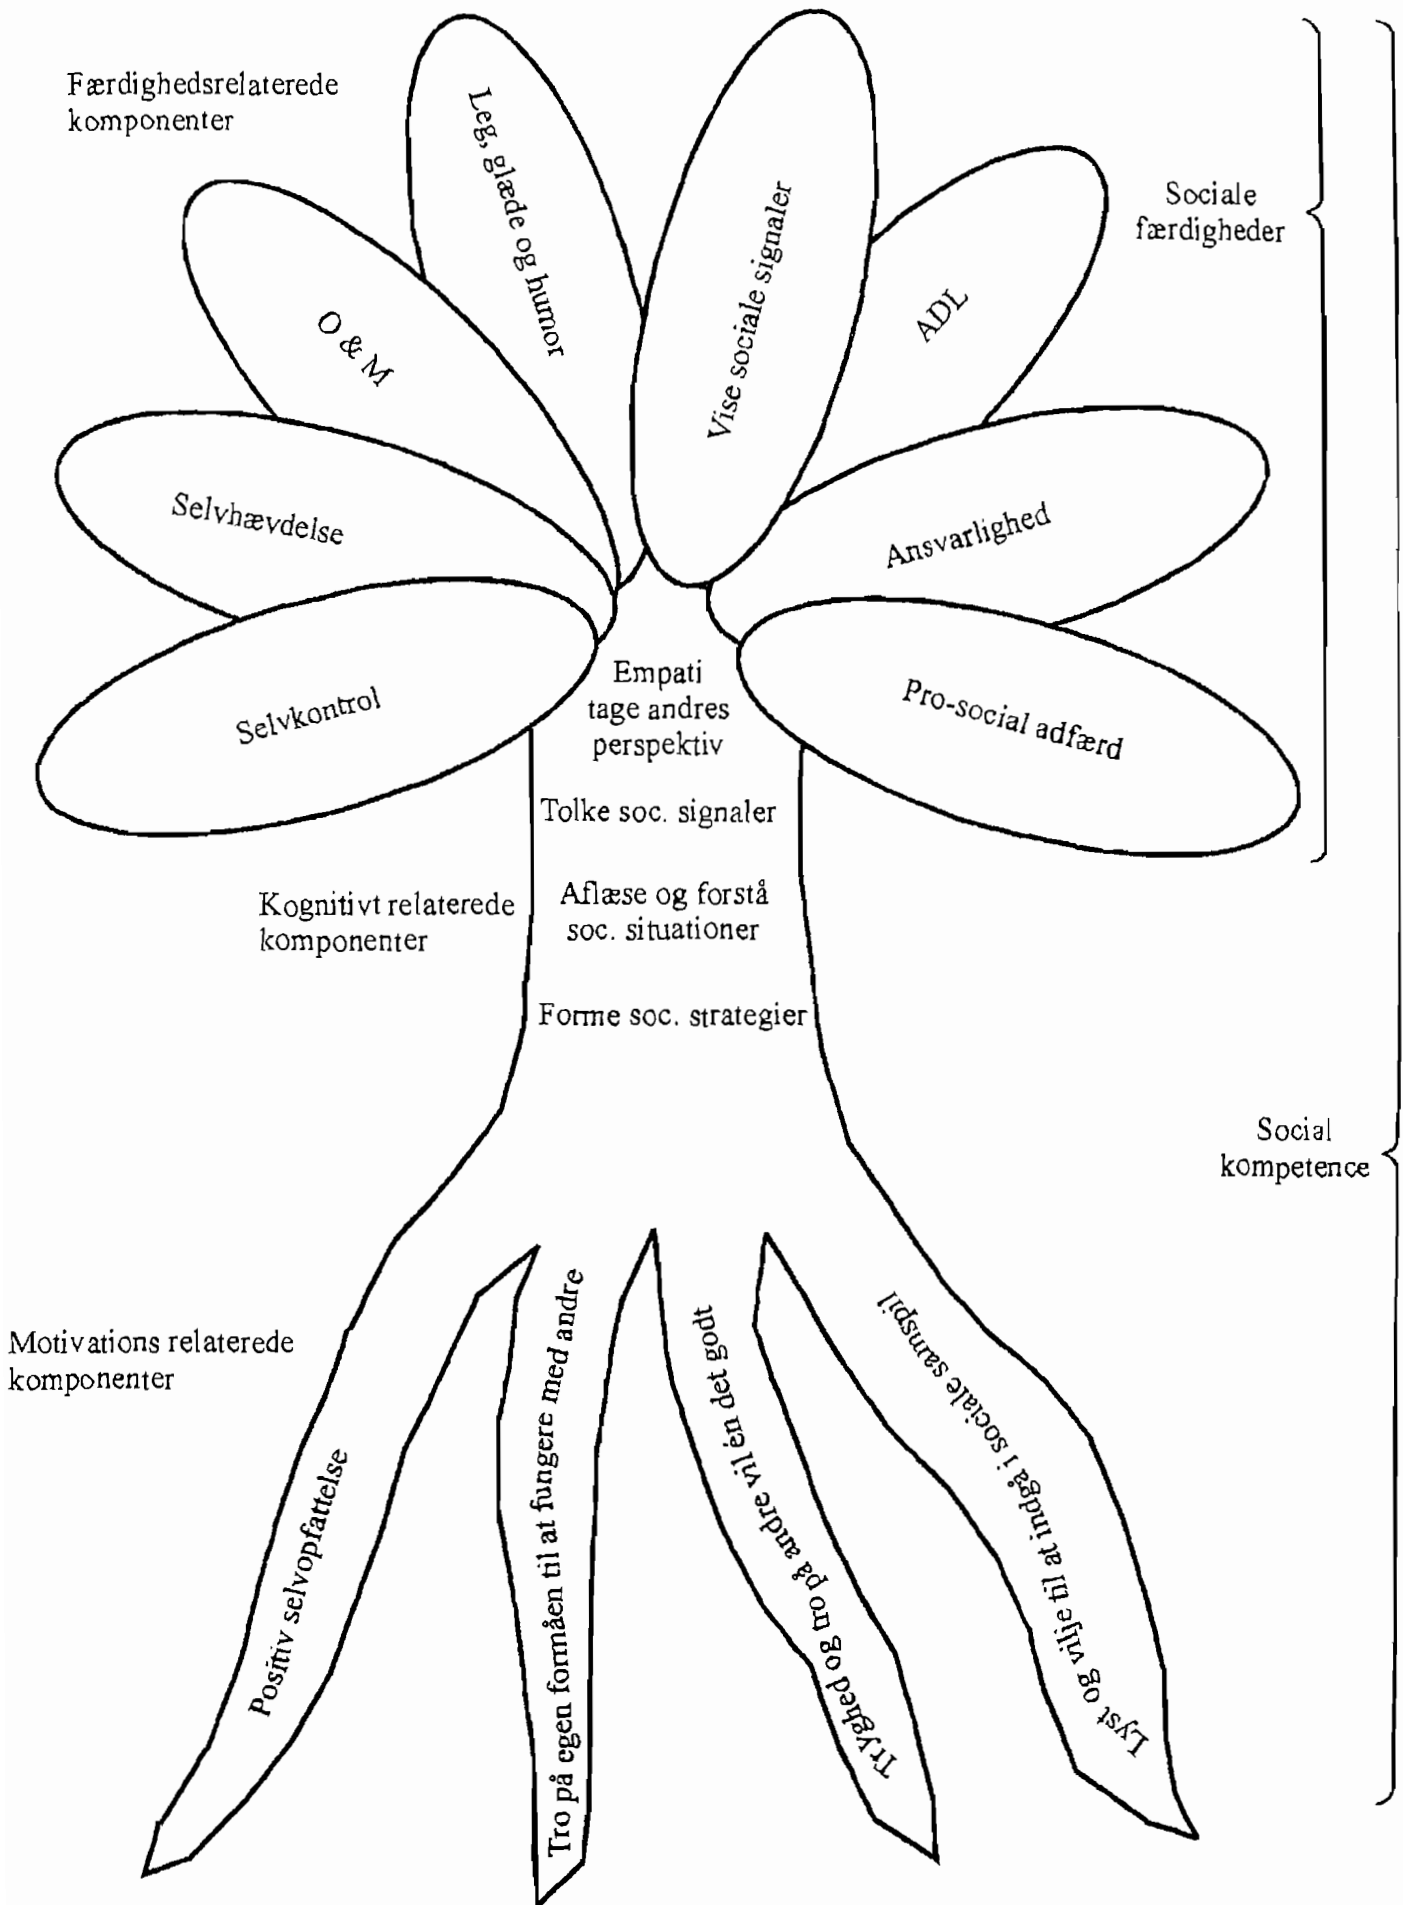 Færdighedsrelaterede
komponenter
Leg, glæde og humor
Vise sociale signaler
Sociale
færdigheder
O & M
ADL
Selvhævdelse
Ansvarlighed
Selvkontrol
Pro-social adfærd
Empati
tage andres
perspektiv
Tolke soc. signaler
Kognitivt relaterede
komponenter
Aflæse og forstå
soc. situationer
Forme soc. strategier
Social
kompetence
Motivations relaterede
komponenter
Positiv selvopfattelse
Tro på egen formåen til at fungere med andre
Tryghed og tro på andre vil én det godt
Lyst og vilje til at indgå i sociale samspil